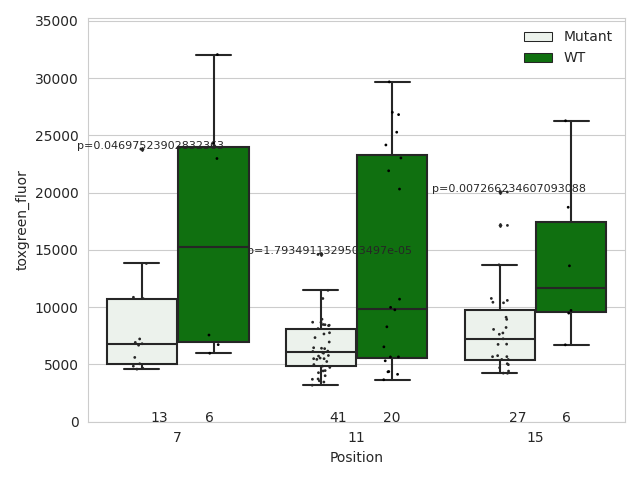 35000
30000
25000
20000
15000
10000
5000
0
toxgreen_fluor
Mutant
WT
p=0.04697523902832363
p=1.7934911329503497e-05
p=0.007266234607093088
13 6 41 20 27 6
7 11 15
Position